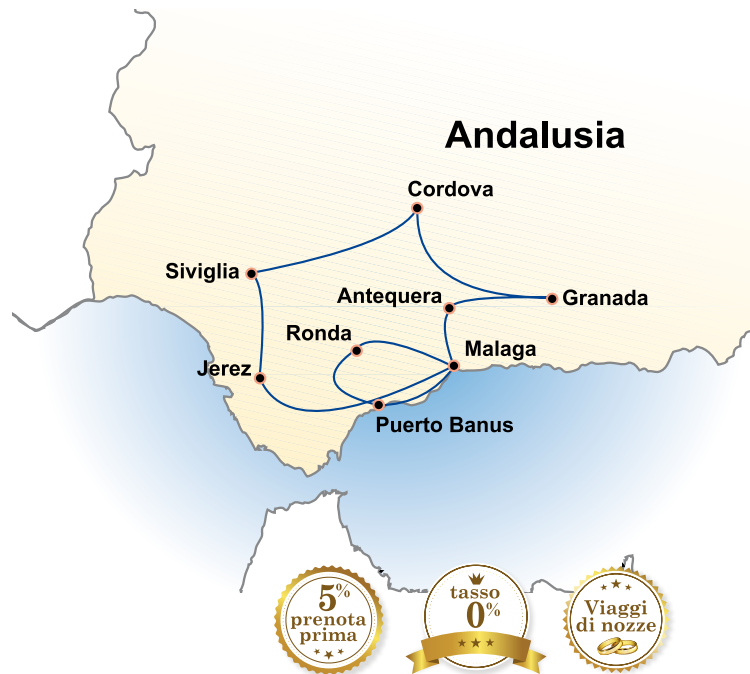 Andalusia
Cordova
Siviglia
Antequera
Granada
Ronda
Malaga
Jerez
Puerto Banus
5%
prenota
prima
tasso
0%
Viaggi
di nozze